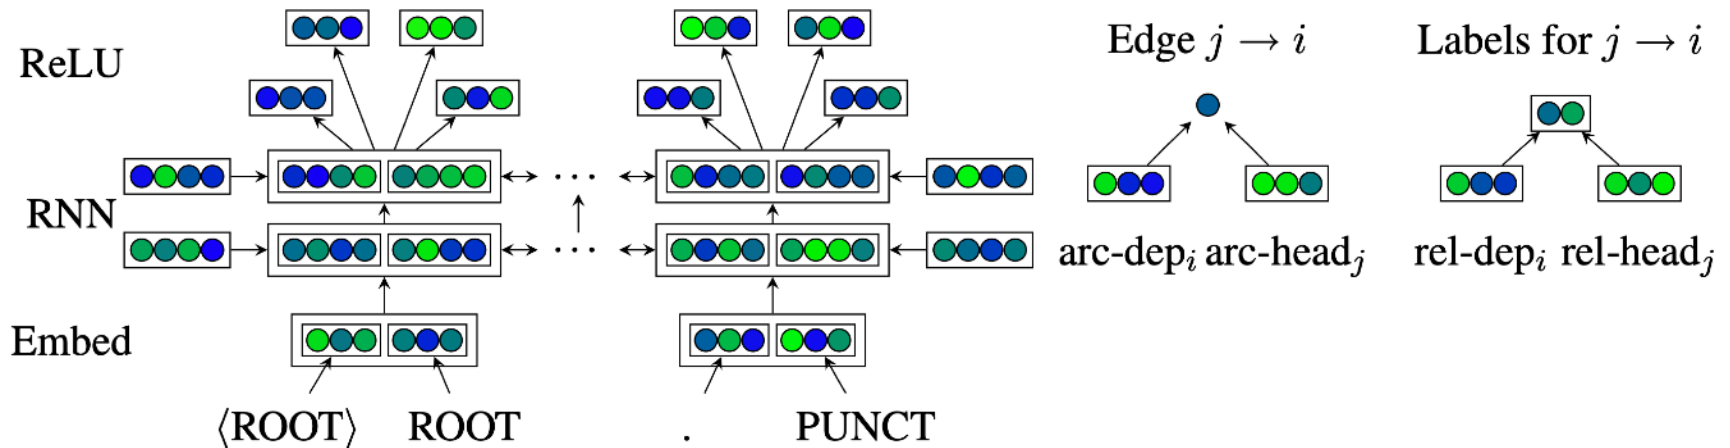 ReLU
RNN
Embed
⟨ROOT⟩ ROOT . PUNCT
· · ·
· · ·
Edge j → i
arc-depᵢ arc-headⱼ
Labels for j → i
rel-depᵢ rel-headⱼ